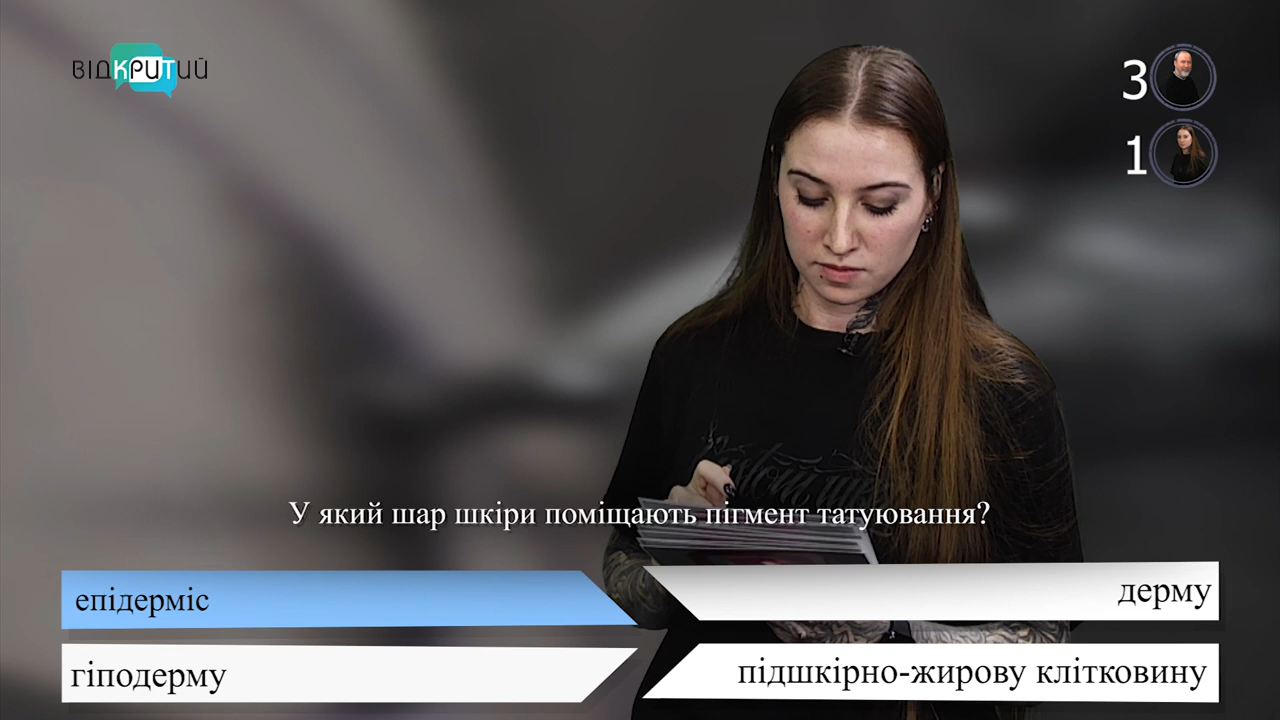 ВІДКРИТИЙ
3
1
У який шар шкіри поміщають пігмент татуювання?
епідерміс
дерму
гіподерму
підшкірно-жирову клітковину